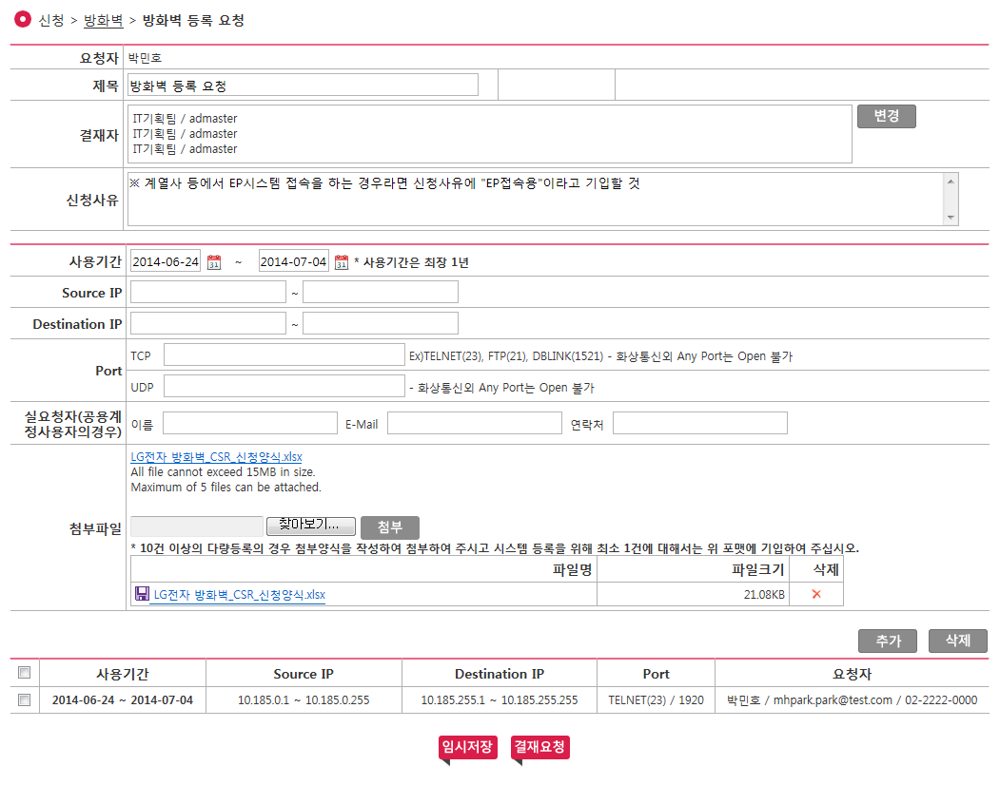 신청 > 방화벽 > 방화벽 등록 요청
요청자 박민호
제목 방화벽 등록 요청
결재자
IT기획팀 / admaster
IT기획팀 / admaster
IT기획팀 / admaster
변경
신청사유
※ 계열사 등에서 EP시스템 접속을 하는 경우라면 신청사유에 "EP접속용"이라고 기입할 것
사용기간 2014-06-24 31 ~ 2014-07-04 31 * 사용기간은 최장 1년
Source IP ~
Destination IP ~
Port
TCP Ex)TELNET(23), FTP(21), DBLINK(1521) - 화상통신외 Any Port는 Open 불가
UDP - 화상통신외 Any Port는 Open 불가
실요청자(공용계
정사용자의경우)
이름 E-Mail 연락처
첨부파일
LG전자 방화벽_CSR_신청양식.xlsx
All file cannot exceed 15MB in size.
Maximum of 5 files can be attached.
찾아보기... 첨부
* 10건 이상의 다량등록의 경우 첨부양식을 작성하여 첨부하여 주시고 시스템 등록을 위해 최소 1건에 대해서는 위 포맷에 기입하여 주십시오.
파일명 파일크기 삭제
LG전자 방화벽_CSR_신청양식.xlsx 21.08KB
추가 삭제
사용기간 Source IP Destination IP Port 요청자
2014-06-24 ~ 2014-07-04 10.185.0.1 ~ 10.185.0.255 10.185.255.1 ~ 10.185.255.255 TELNET(23) / 1920 박민호 / mhpark.park@test.com / 02-2222-0000
임시저장 결재요청